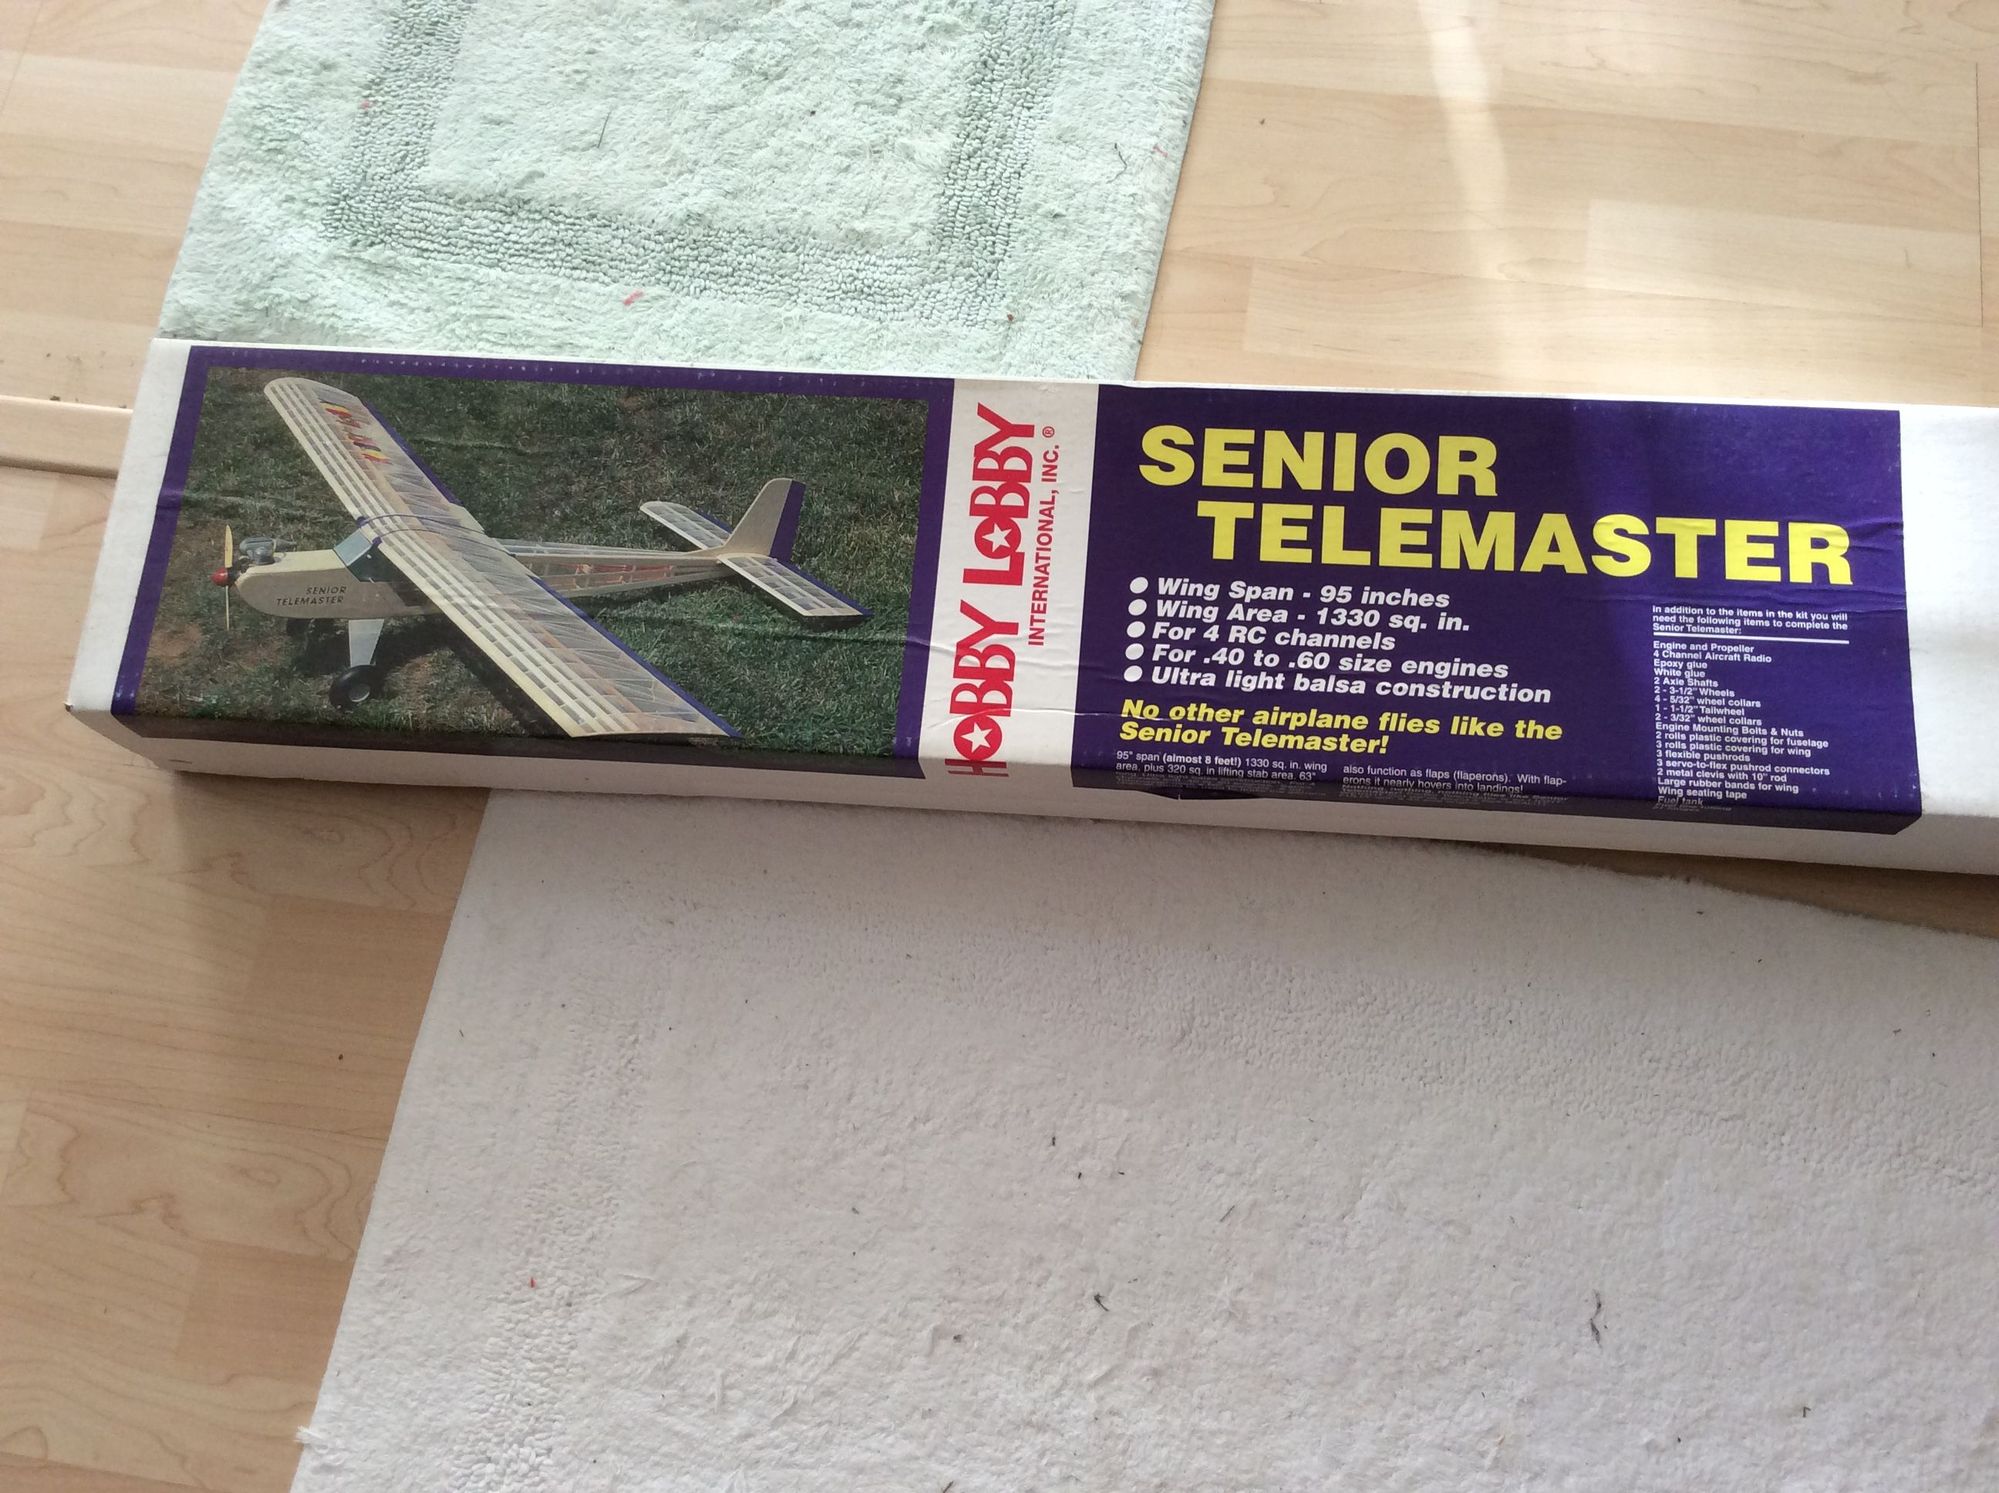 SENIOR
TELEMASTER
HOBBY LOBBY
INTERNATIONAL, INC.®
SENIOR
TELEMASTER
● Wing Span - 95 inches
● Wing Area - 1330 sq. in.
● For 4 RC channels
● For .40 to .60 size engines
● Ultra light balsa construction
No other airplane flies like the
Senior Telemaster!
95" span (almost 8 feet!) 1330 sq. in. wing
area, plus 320 sq. in lifting stab area, 63"
also function as flaps (flaperons). With flap-
erons it nearly hovers into landings!
In addition to the items in the kit you will
need the following items to complete the
Senior Telemaster:
Engine and Propeller
4 Channel Aircraft Radio
Epoxy glue
White glue
2 Axle Shafts
2 - 3-1/2" Wheels
4 - 5/32" wheel collars
1 - 1-1/2" Tailwheel
2 - 3/32" wheel collars
Engine Mounting Bolts & Nuts
2 rolls plastic covering for fuselage
3 rolls plastic covering for wing
3 flexible pushrods
3 servo-to-flex pushrod connectors
2 metal clevis with 10" rod
Large rubber bands for wing
Wing seating tape
Fuel tank